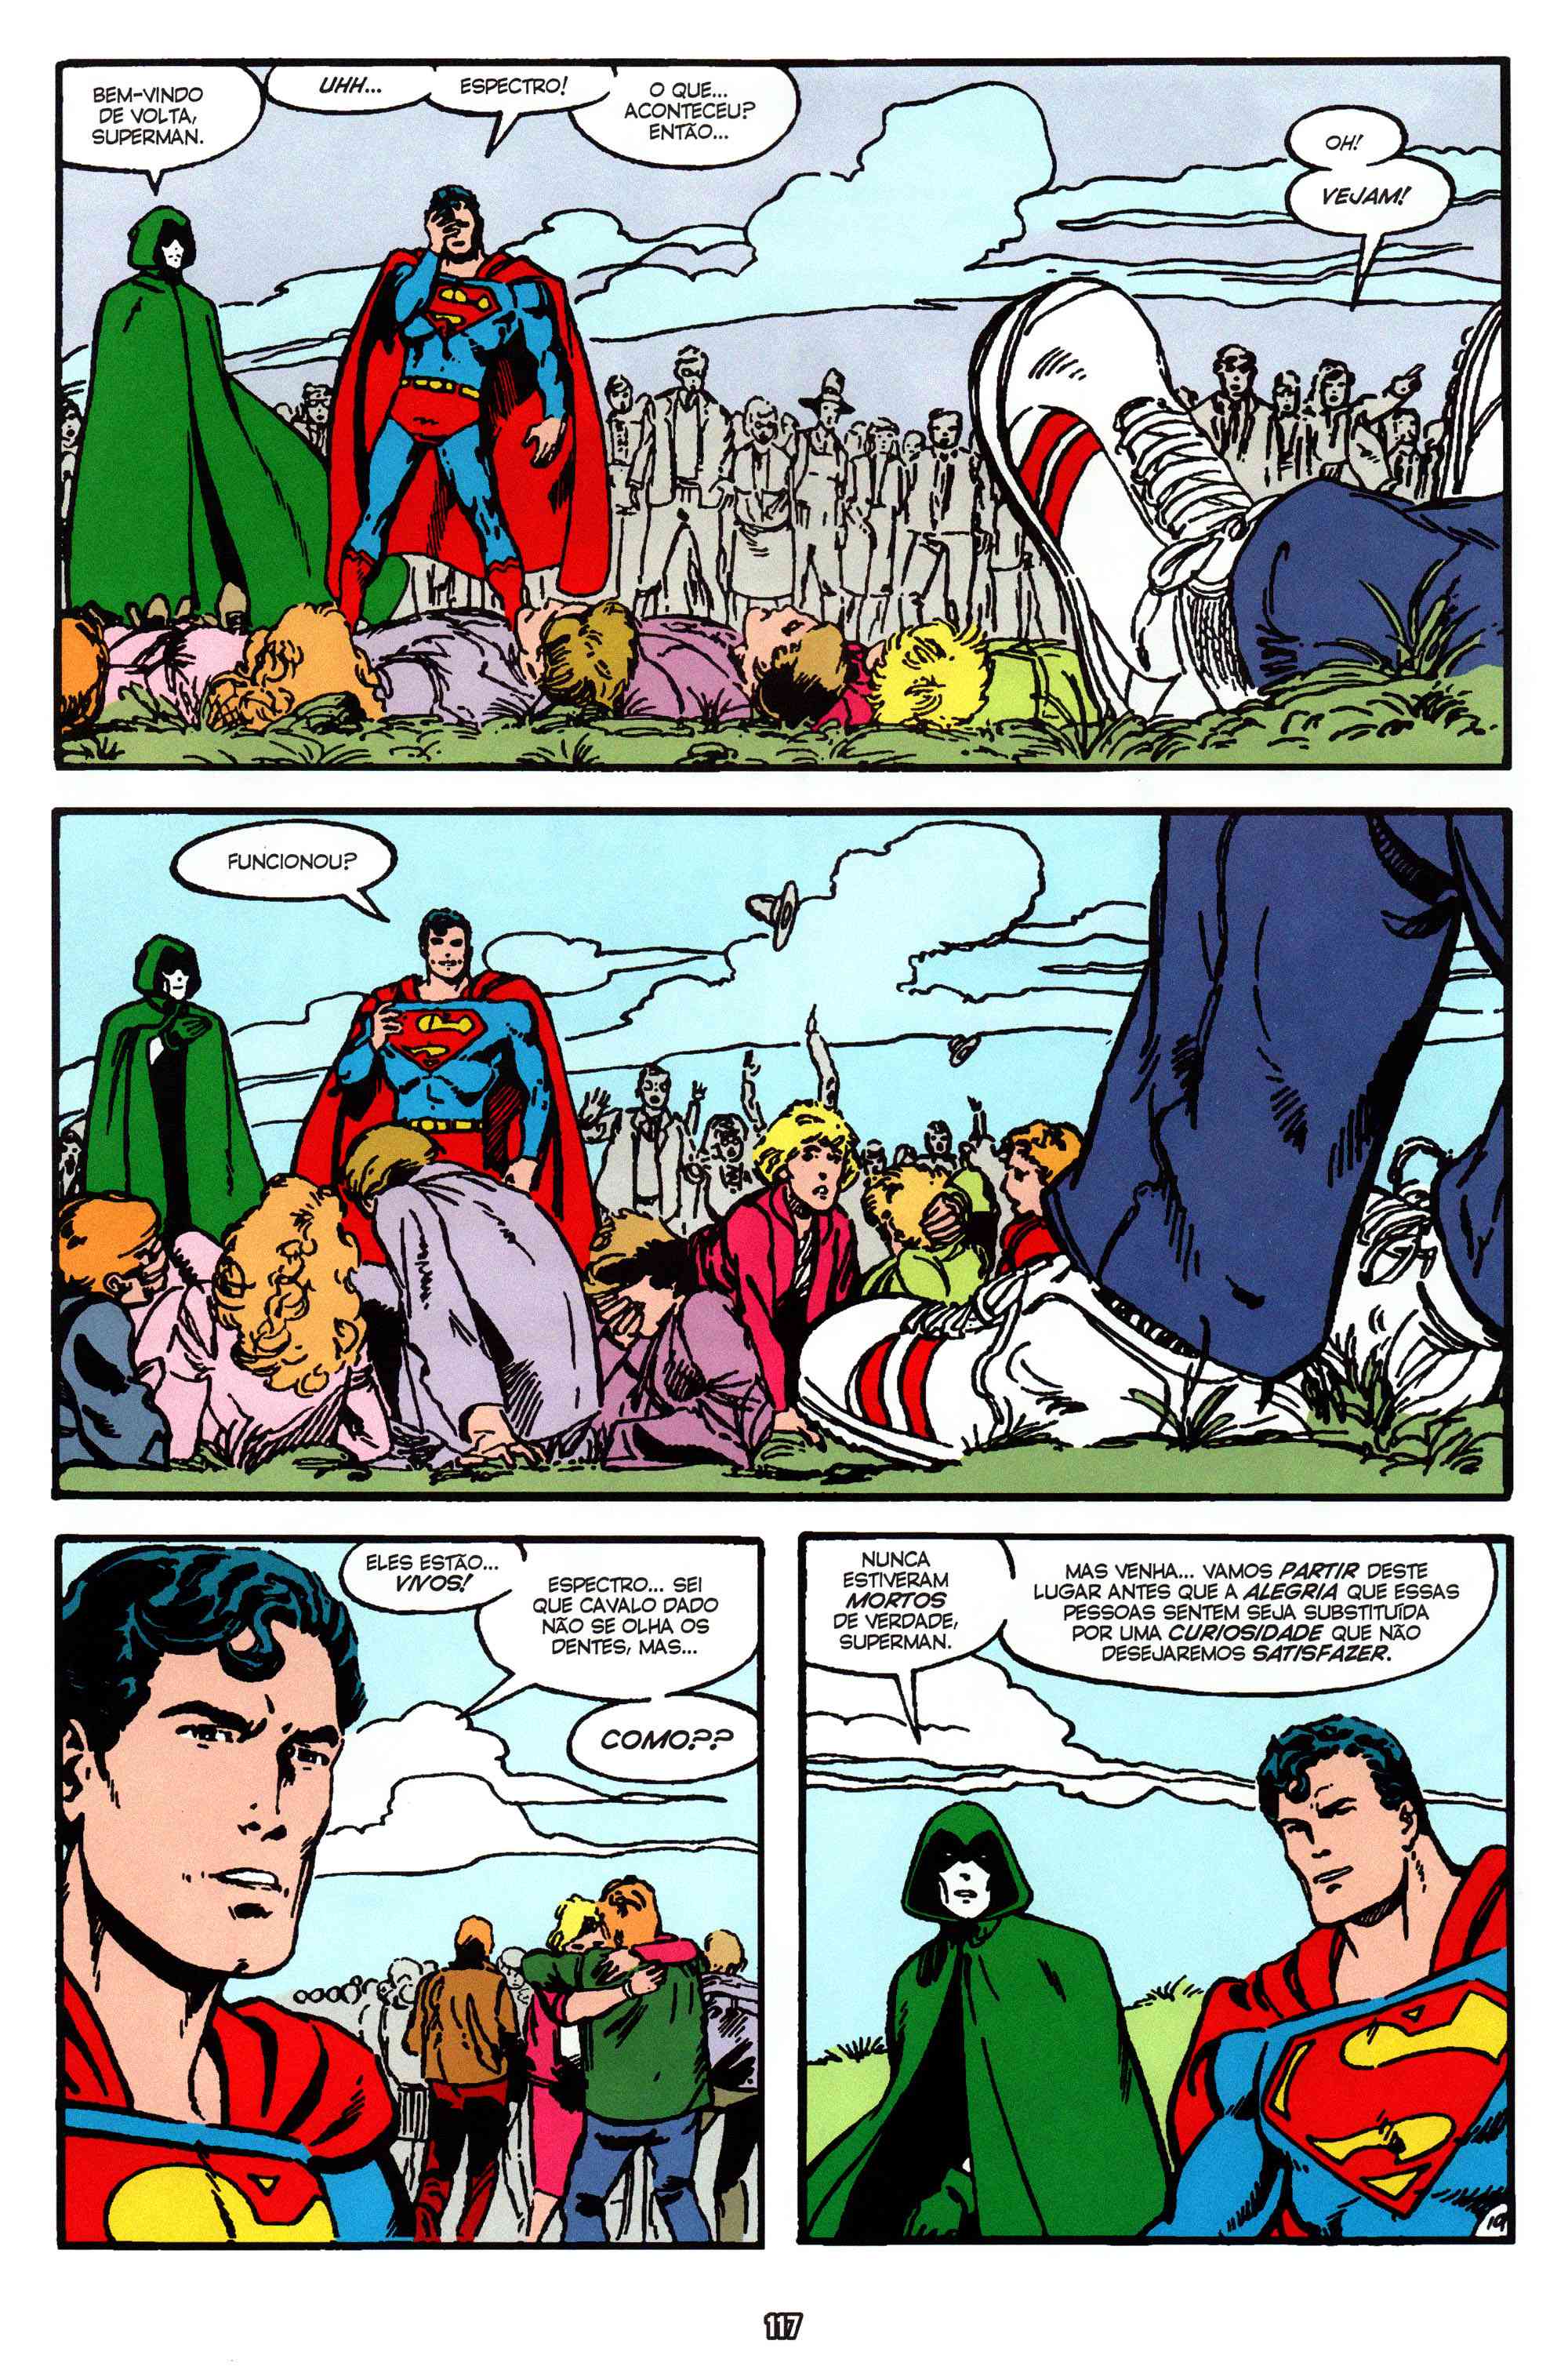 BEM-VINDO
DE VOLTA,
SUPERMAN.
UHH...
ESPECTRO!
O QUE...
ACONTECEU?
ENTÃO...
OH!
VEJAM!
FUNCIONOU?
ELES ESTÃO...
VIVOS!
ESPECTRO... SEI
QUE CAVALO DADO
NÃO SE OLHA OS
DENTES, MAS...
COMO??
NUNCA
ESTIVERAM
MORTOS
DE VERDADE,
SUPERMAN.
MAS VENHA... VAMOS PARTIR DESTE
LUGAR ANTES QUE A ALEGRIA QUE ESSAS
PESSOAS SENTEM SEJA SUBSTITUÍDA
POR UMA CURIOSIDADE QUE NÃO
DESEJAREMOS SATISFAZER.
19
117